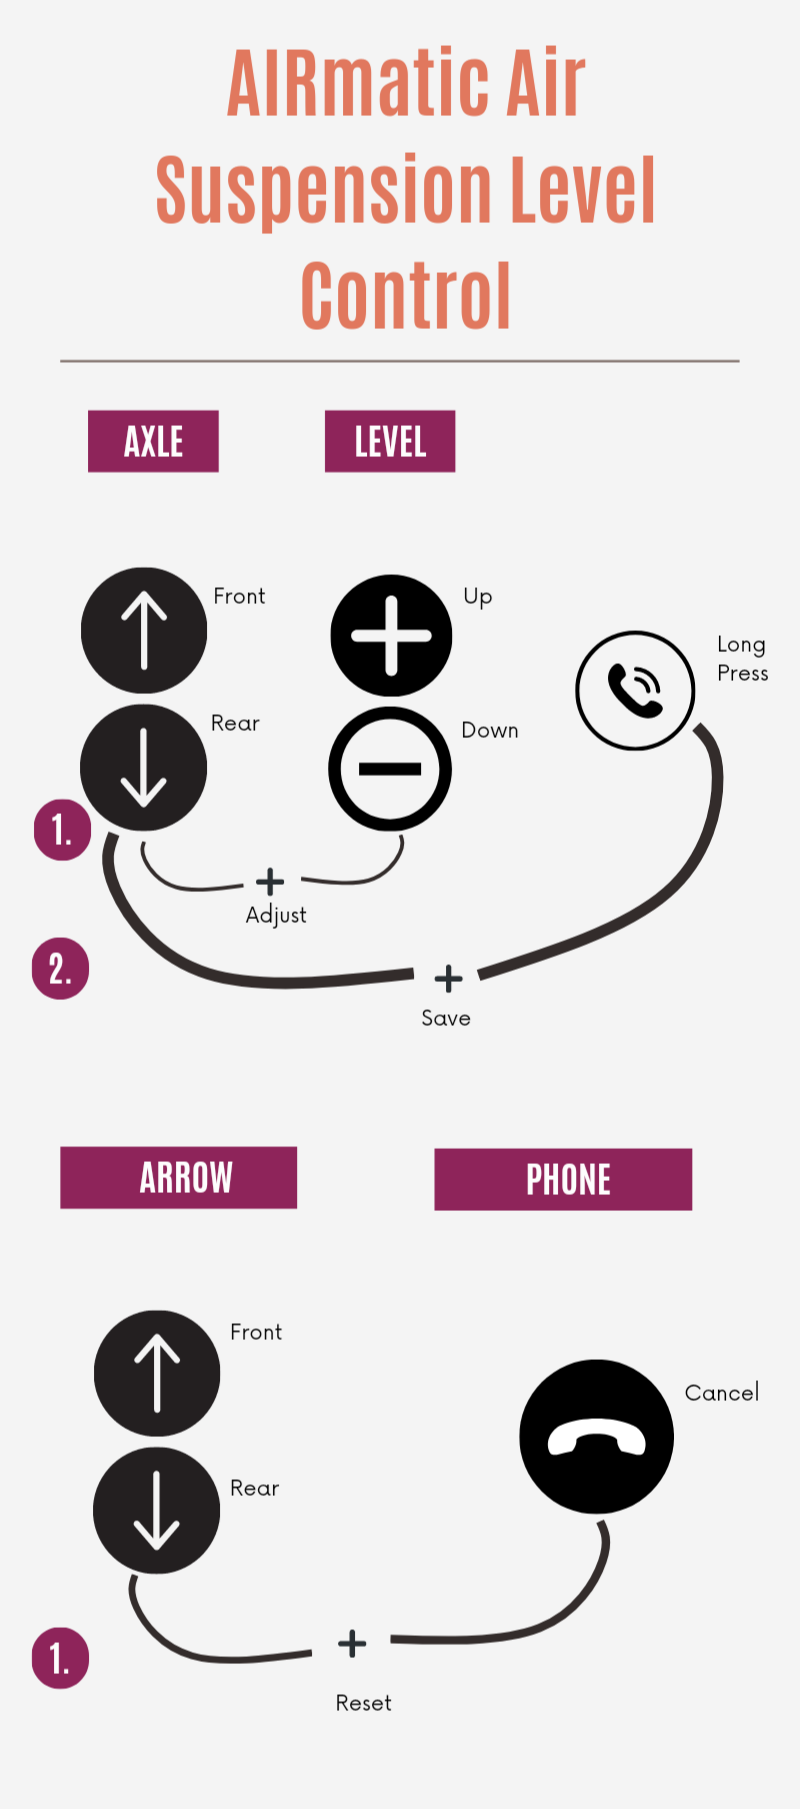 AIRmatic Air
Suspension Level
Control
AXLE
LEVEL
Front
Up
Long
Press
Rear
Down
1.
+
Adjust
2.
+
Save
ARROW
PHONE
Front
Cancel
Rear
+
1.
Reset